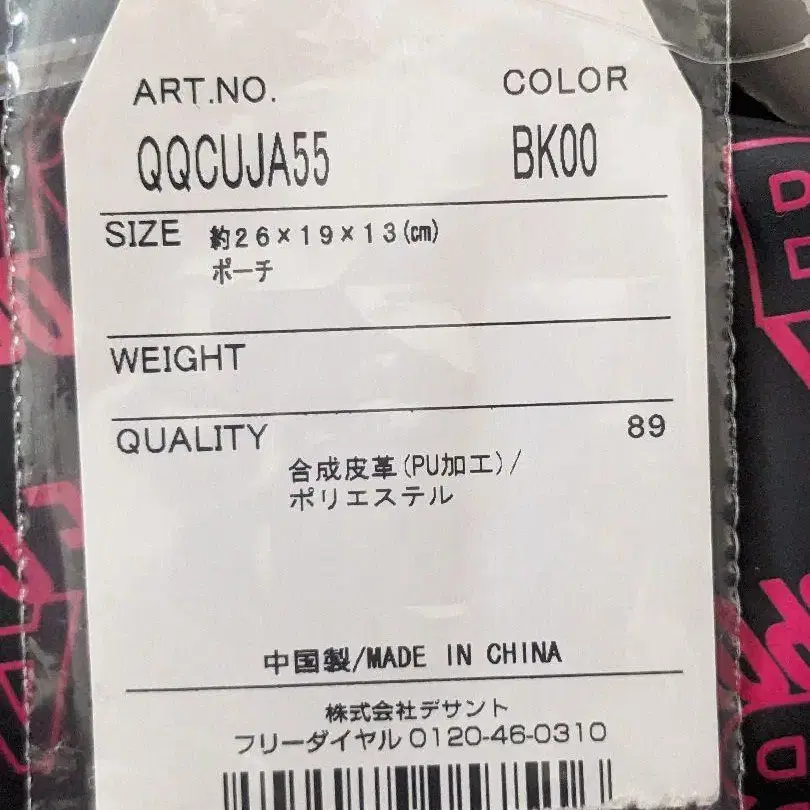 ART.NO. COLOR
QQCUJA55 BK00
SIZE 約26×19×13(cm)
ポーチ
WEIGHT
QUALITY 89
合成皮革(PU加工)/
ポリエステル
中国製/MADE IN CHINA
株式会社デサント
フリーダイヤル 0120-46-0310